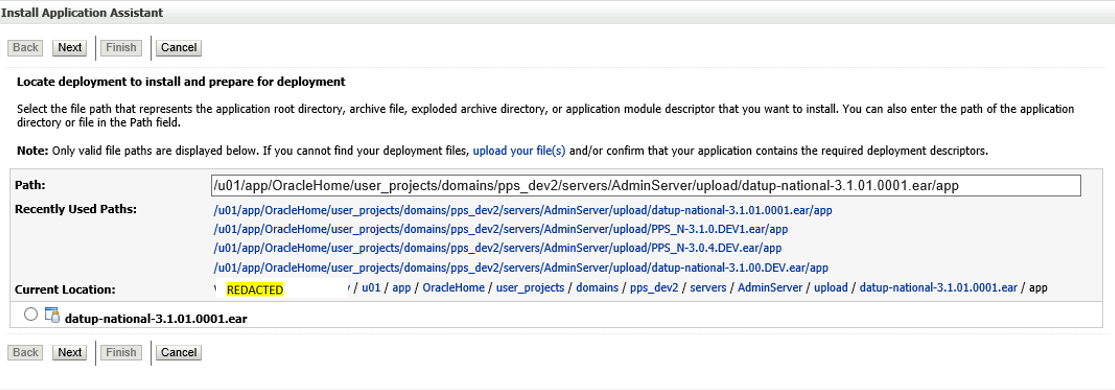 Install Application Assistant
Back Next Finish Cancel
Locate deployment to install and prepare for deployment
Select the file path that represents the application root directory, archive file, exploded archive directory, or application module descriptor that you want to install. You can also enter the path of the application
directory or file in the Path field.
Note: Only valid file paths are displayed below. If you cannot find your deployment files, upload your file(s) and/or confirm that your application contains the required deployment descriptors.
Path: /u01/app/OracleHome/user_projects/domains/pps_dev2/servers/AdminServer/upload/datup-national-3.1.01.0001.ear/app
Recently Used Paths: /u01/app/OracleHome/user_projects/domains/pps_dev2/servers/AdminServer/upload/datup-national-3.1.01.0001.ear/app
/u01/app/OracleHome/user_projects/domains/pps_dev2/servers/AdminServer/upload/PPS_N-3.1.0.DEV1.ear/app
/u01/app/OracleHome/user_projects/domains/pps_dev2/servers/AdminServer/upload/PPS_N-3.0.4.DEV.ear/app
/u01/app/OracleHome/user_projects/domains/pps_dev2/servers/AdminServer/upload/datup-national-3.1.00.DEV.ear/app
Current Location: REDACTED / u01 / app / OracleHome / user_projects / domains / pps_dev2 / servers / AdminServer / upload / datup-national-3.1.01.0001.ear / app
datup-national-3.1.01.0001.ear
Back Next Finish Cancel